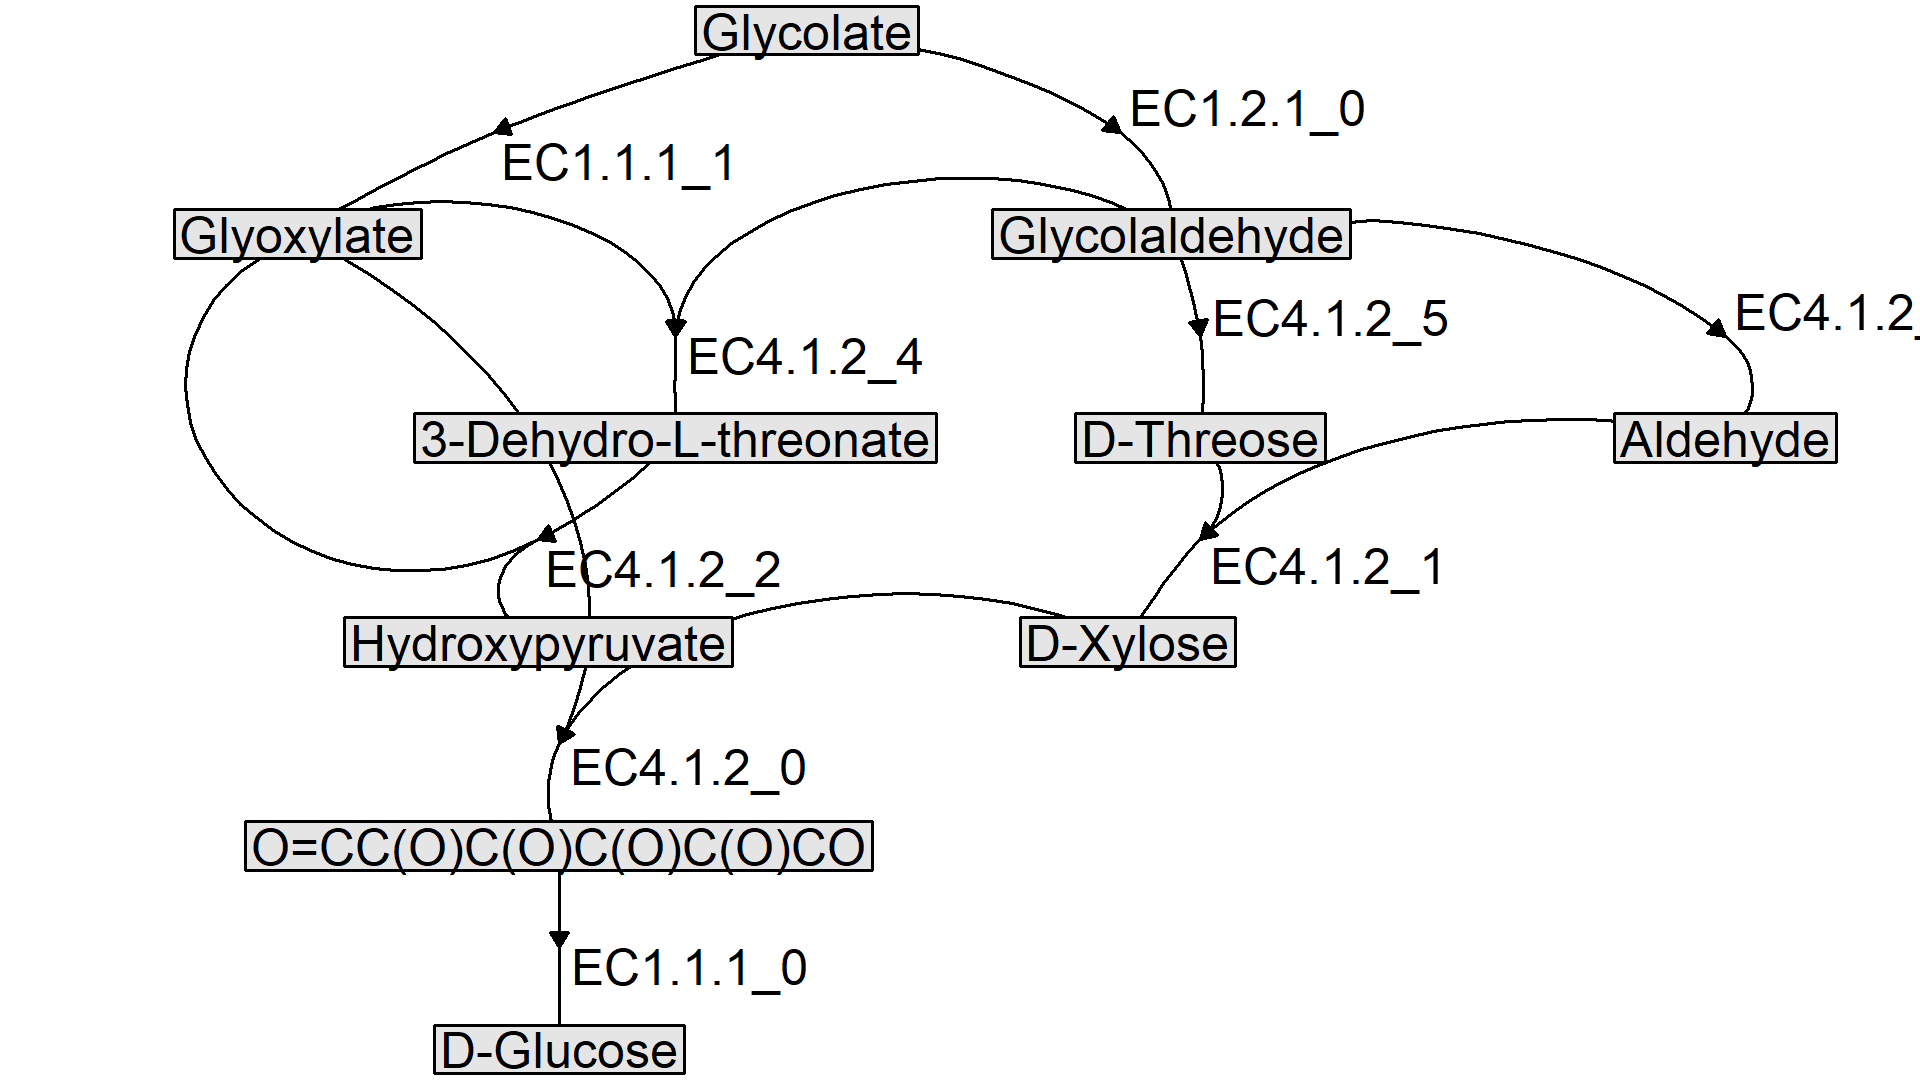 Glycolate
EC1.2.1_0
EC1.1.1_1
Glyoxylate
Glycolaldehyde
EC4.1.2_5
EC4.1.2_
EC4.1.2_4
3-Dehydro-L-threonate
D-Threose
Aldehyde
EC4.1.2_2
EC4.1.2_1
Hydroxypyruvate
D-Xylose
EC4.1.2_0
O=CC(O)C(O)C(O)C(O)CO
EC1.1.1_0
D-Glucose